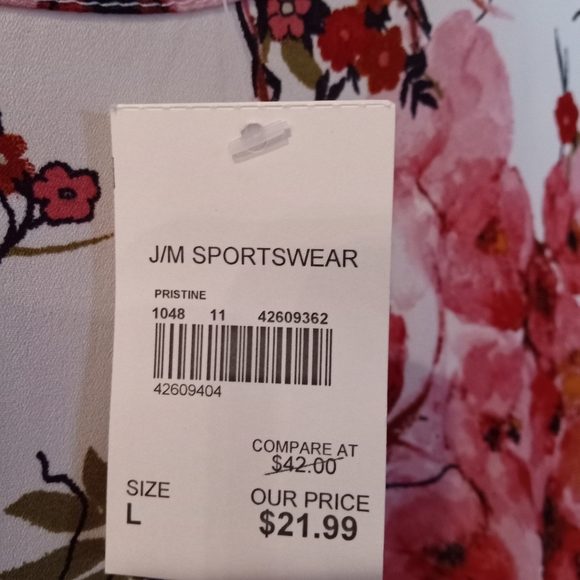 J/M SPORTSWEAR
PRISTINE
1048 11 42609362
42609404
COMPARE AT
$42.00
SIZE
L
OUR PRICE
$21.99